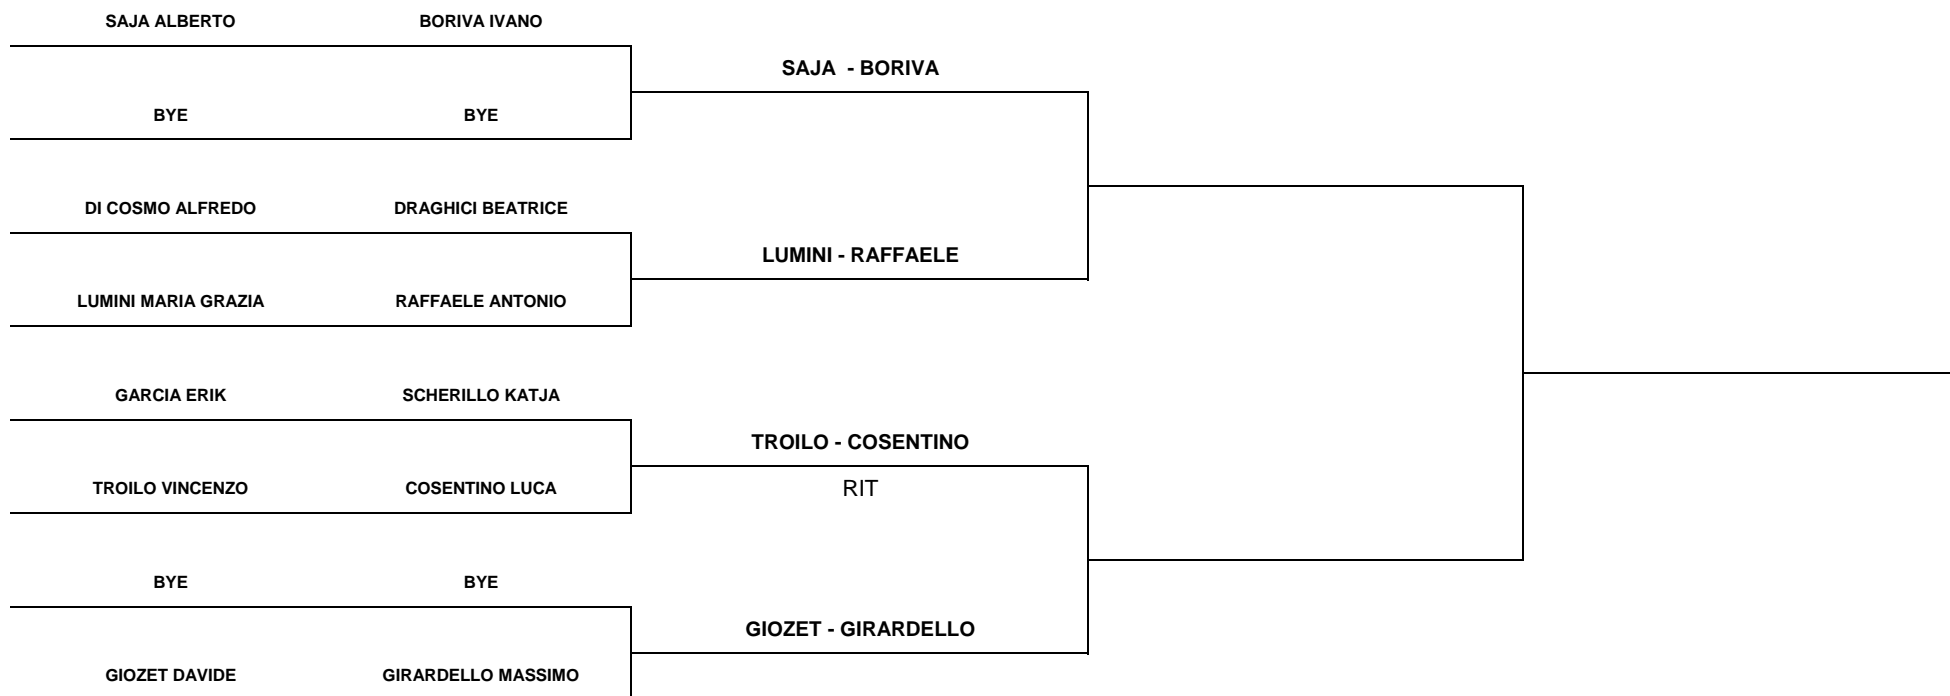 SAJA ALBERTO BORIVA IVANO
SAJA - BORIVA
BYE BYE
DI COSMO ALFREDO DRAGHICI BEATRICE
LUMINI - RAFFAELE
LUMINI MARIA GRAZIA RAFFAELE ANTONIO
GARCIA ERIK SCHERILLO KATJA
TROILO - COSENTINO
TROILO VINCENZO COSENTINO LUCA RIT
BYE BYE
GIOZET - GIRARDELLO
GIOZET DAVIDE GIRARDELLO MASSIMO